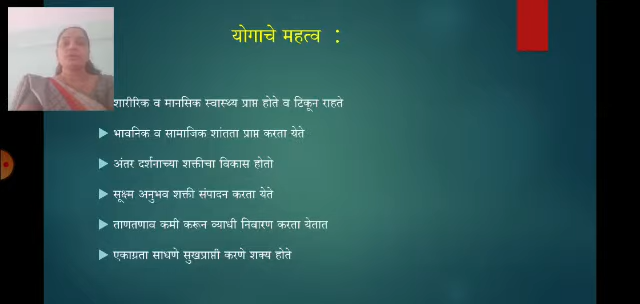 योगाचे महत्व :
शारीरिक व मानसिक स्वास्थ्य प्राप्त होते व टिकून राहते
भावनिक व सामाजिक शांतता प्राप्त करता येते
अंतर दर्शनाच्या शक्तीचा विकास होतो
सूक्ष्म अनुभव शक्ती संपादन करता येते
ताणतणाव कमी करून व्याधी निवारण करता येतात
एकाग्रता साधणे सुखप्राप्ती करणे शक्य होते